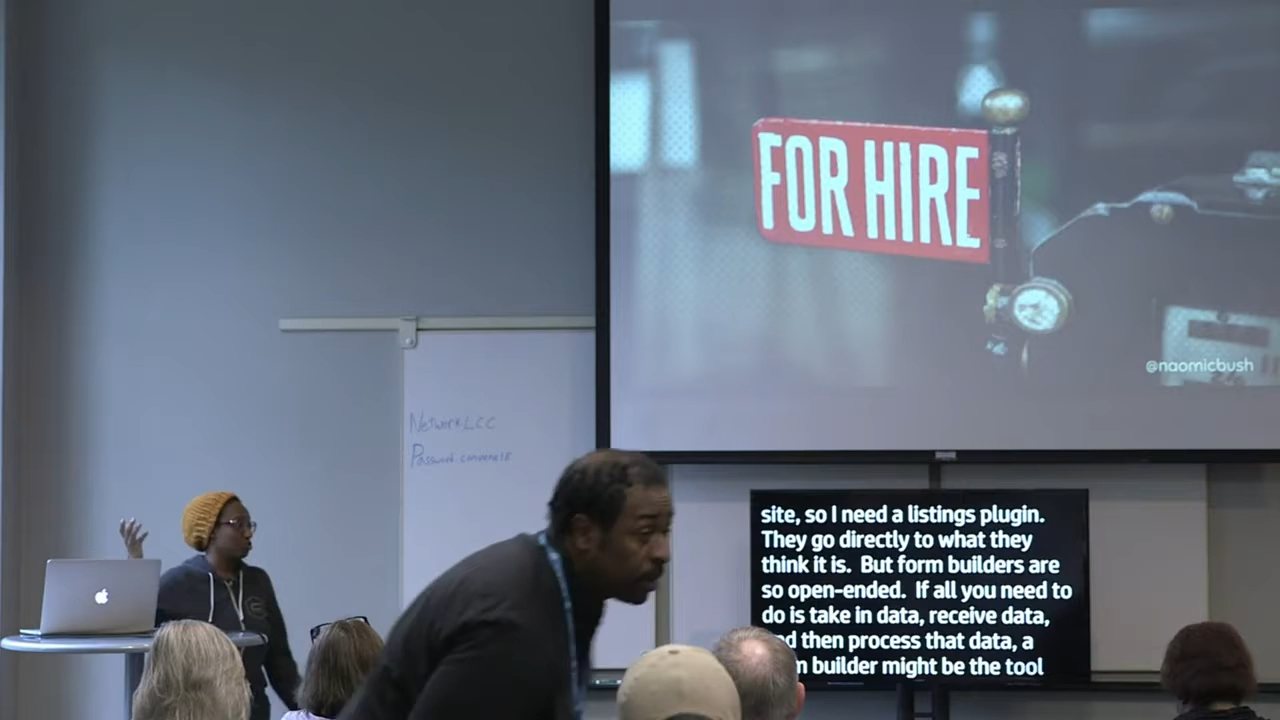 FOR HIRE
@naomicbush
Network: LCC
site, so I need a listings plugin.
They go directly to what they
think it is. But form builders are
so open-ended. If all you need to
do is take in data, receive data,
then process that data, a
builder might be the tool